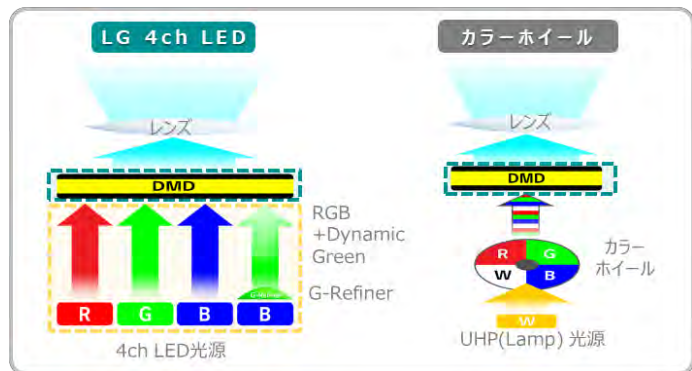 LG 4ch LED
レンズ
DMD
RGB
+Dynamic
Green
G-Refiner
R G B B
4ch LED光源
カラーホイール
レンズ
DMD
R G
W B
カラー
ホイール
W
UHP(Lamp) 光源